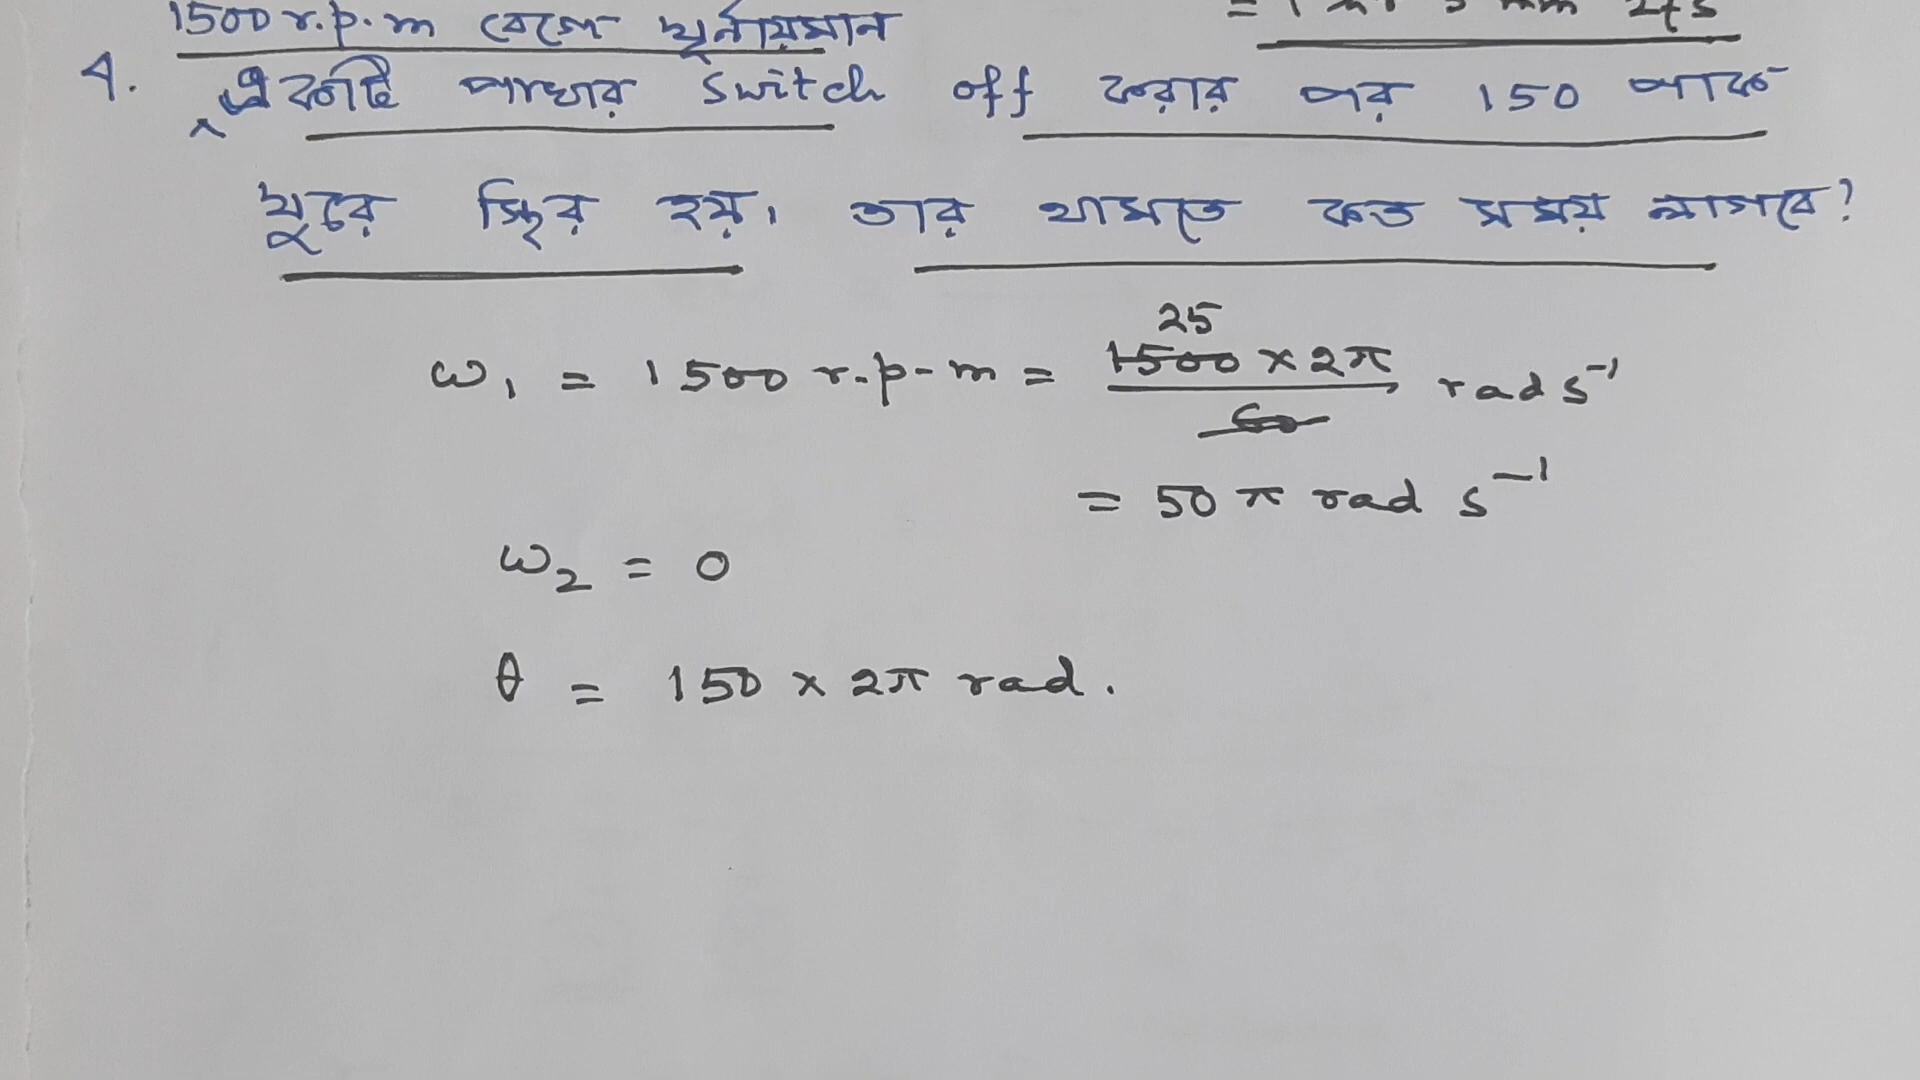 1500 r.p.m বেগে ঘূর্নায়মান
4. একটি পাখার Switch off করার পর 150 পাক
ঘুরে স্থির হয়। তার থামতে কত সময় লাগবে?
ω₁ = 1500 r.p.m = 25 1500 × 2π / 60 rad s⁻¹
= 50 π rad s⁻¹
ω₂ = 0
θ = 150 × 2π rad.